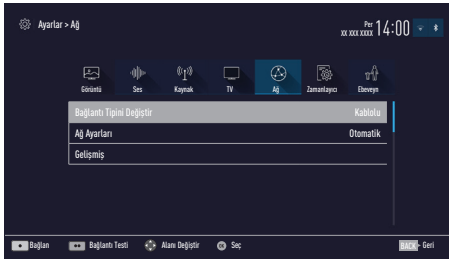 Ayarlar > Ağ
Per
xx xxx xxxx 14:00
Görüntü Ses Kaynak TV Ağ Zamanlayıcı Ebeveyn
Bağlantı Tipini Değiştir Kablolu
Ağ Ayarları Otomatik
Gelişmiş
Bağlan Bağlantı Testi Alanı Değiştir OK Seç BACK Geri